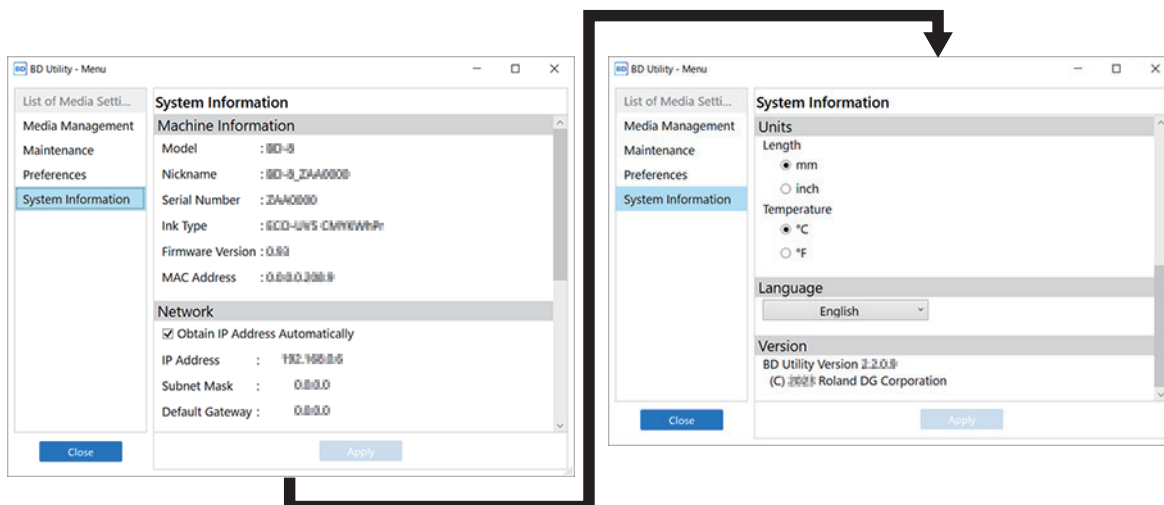 BD BD Utility - Menu
List of Media Setti...
Media Management
Maintenance
Preferences
System Information
System Information
Machine Information
Model :
Nickname :
Serial Number :
Ink Type :
Firmware Version :
MAC Address :
Network
Obtain IP Address Automatically
IP Address :
Subnet Mask :
Default Gateway :
Close
Apply
BD BD Utility - Menu
List of Media Setti...
Media Management
Maintenance
Preferences
System Information
System Information
Units
Length
mm
inch
Temperature
°C
°F
Language
English
Version
BD Utility Version
(C) Roland DG Corporation
Close
Apply